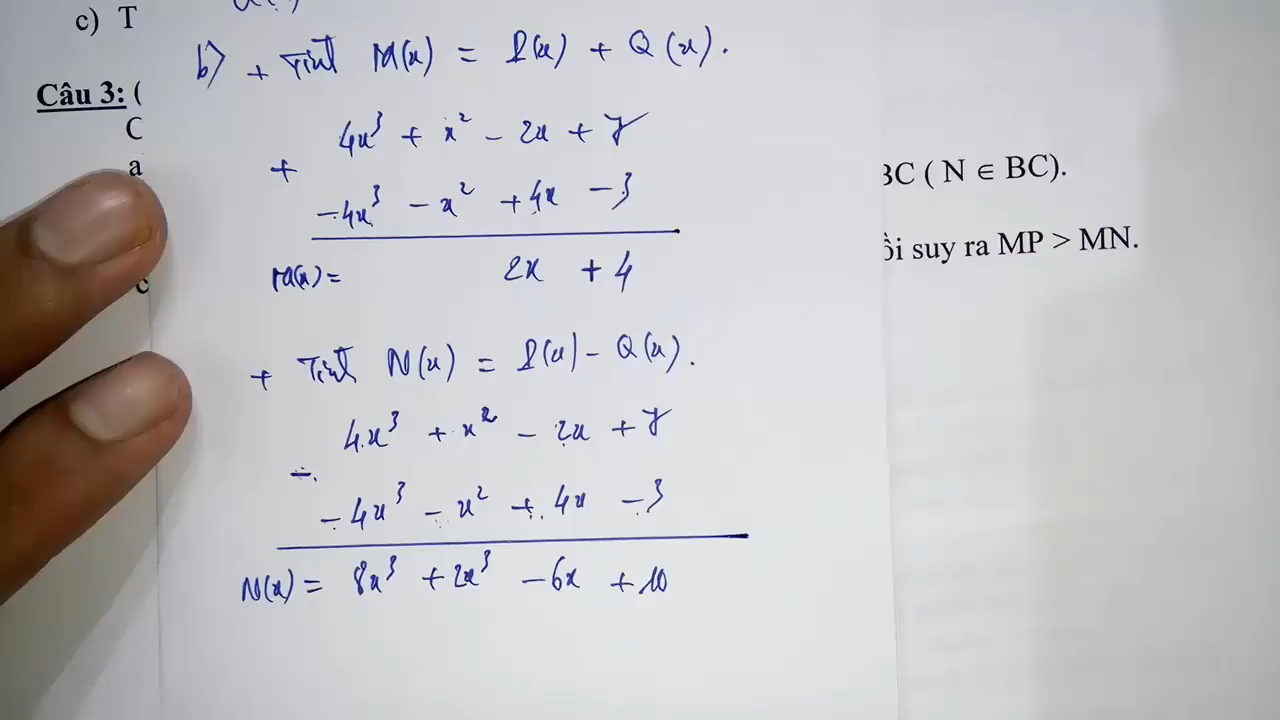 c) T
b) + Tính M(x) = P(x) + Q(x).
Câu 3: (
4x³ + x² - 2x + 7
C
+
a
BC ( N ∈ BC).
-4x³ - x² + 4x - 3
M(x) = 2x + 4
ồi suy ra MP > MN.
c
+ Tính N(x) = P(x) - Q(x).
4x³ + x² - 2x + 7
-
-4x³ - x² + 4x - 3
N(x) = 8x³ + 2x³ - 6x + 10